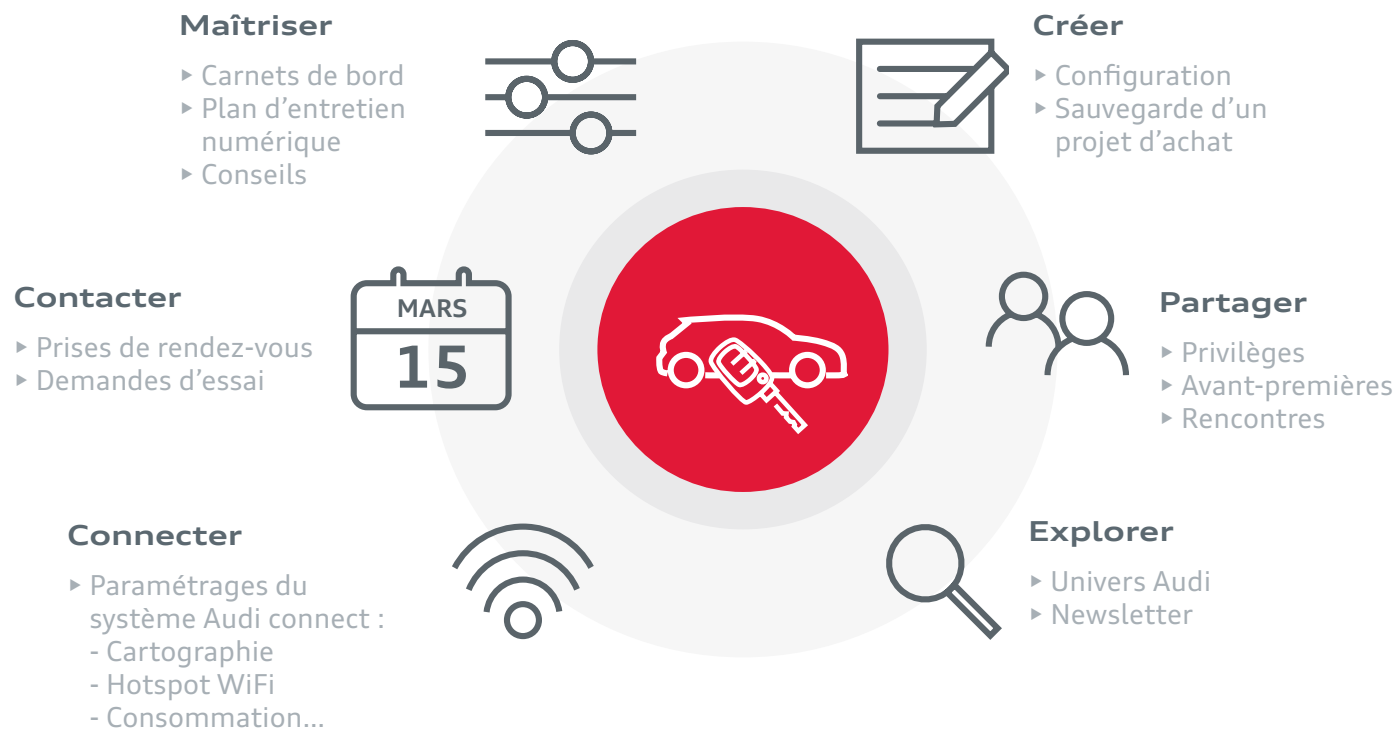 Maîtriser
▸ Carnets de bord
▸ Plan d’entretien
numérique
▸ Conseils
Créer
▸ Configuration
▸ Sauvegarde d’un
projet d’achat
Contacter
▸ Prises de rendez-vous
▸ Demandes d’essai
MARS
15
Partager
▸ Privilèges
▸ Avant-premières
▸ Rencontres
Connecter
▸ Paramétrages du
système Audi connect :
- Cartographie
- Hotspot WiFi
- Consommation...
Explorer
▸ Univers Audi
▸ Newsletter